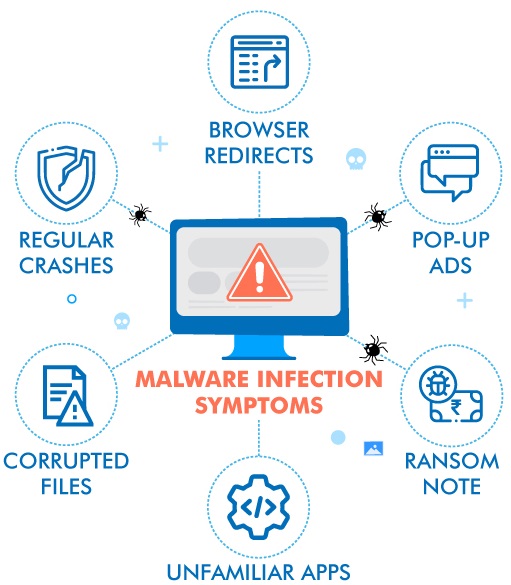 BROWSER
REDIRECTS
REGULAR
CRASHES
POP-UP
ADS
MALWARE INFECTION
SYMPTOMS
CORRUPTED
FILES
</>
₹
RANSOM
NOTE
UNFAMILIAR APPS